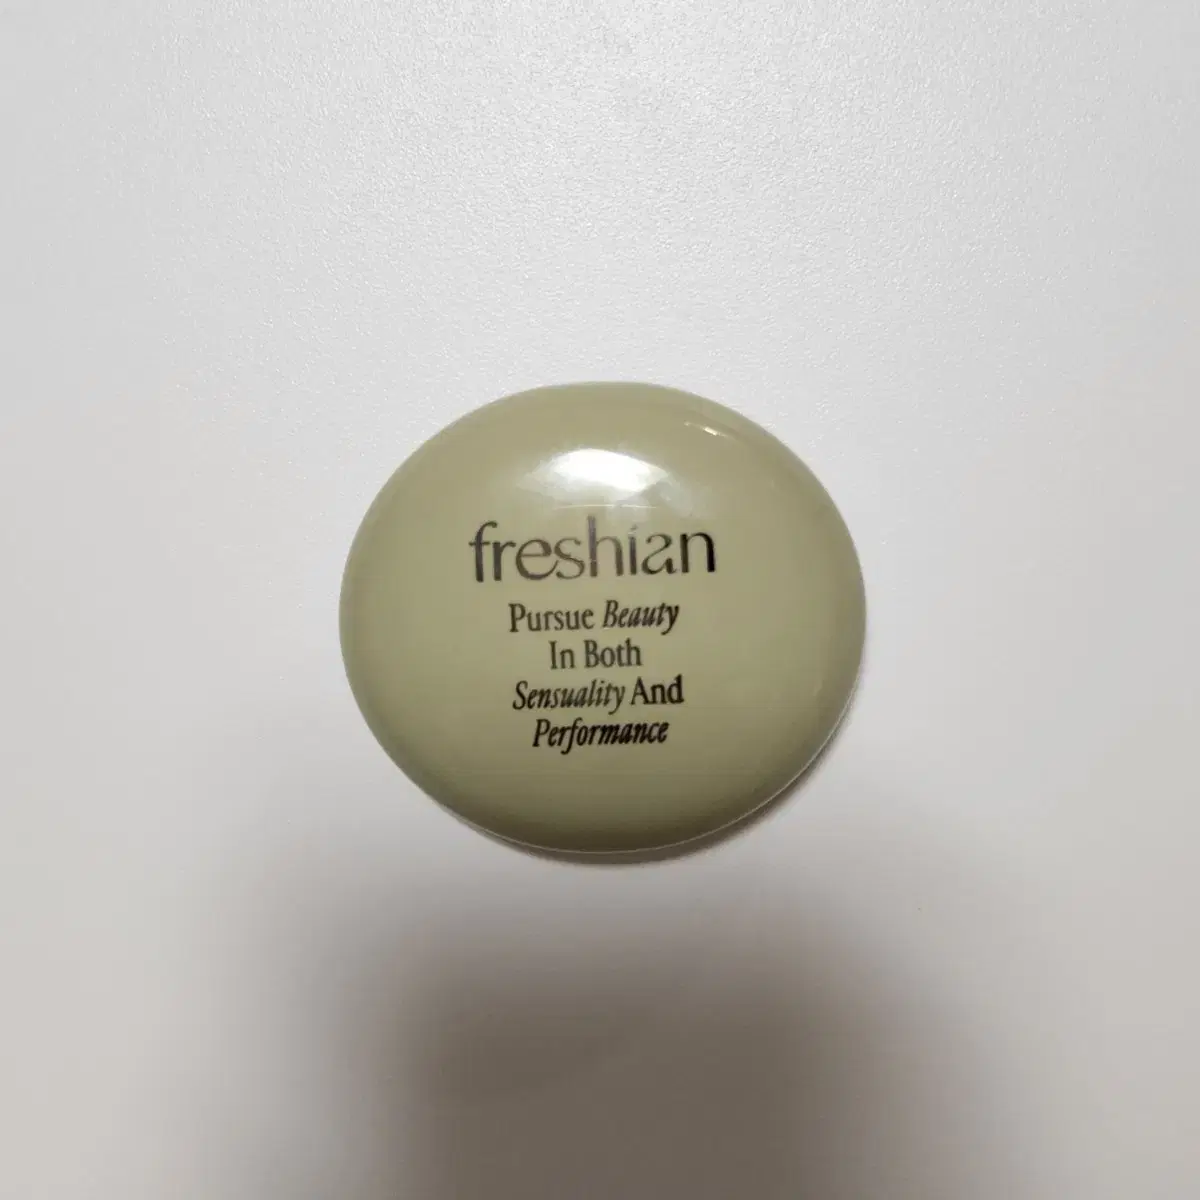 freshian
Pursue Beauty
In Both
Sensuality And
Performance